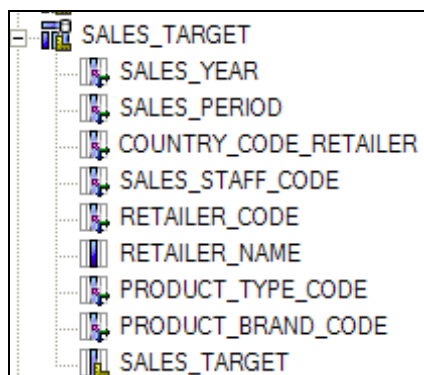 SALES_TARGET
SALES_YEAR
SALES_PERIOD
COUNTRY_CODE_RETAILER
SALES_STAFF_CODE
RETAILER_CODE
RETAILER_NAME
PRODUCT_TYPE_CODE
PRODUCT_BRAND_CODE
SALES_TARGET